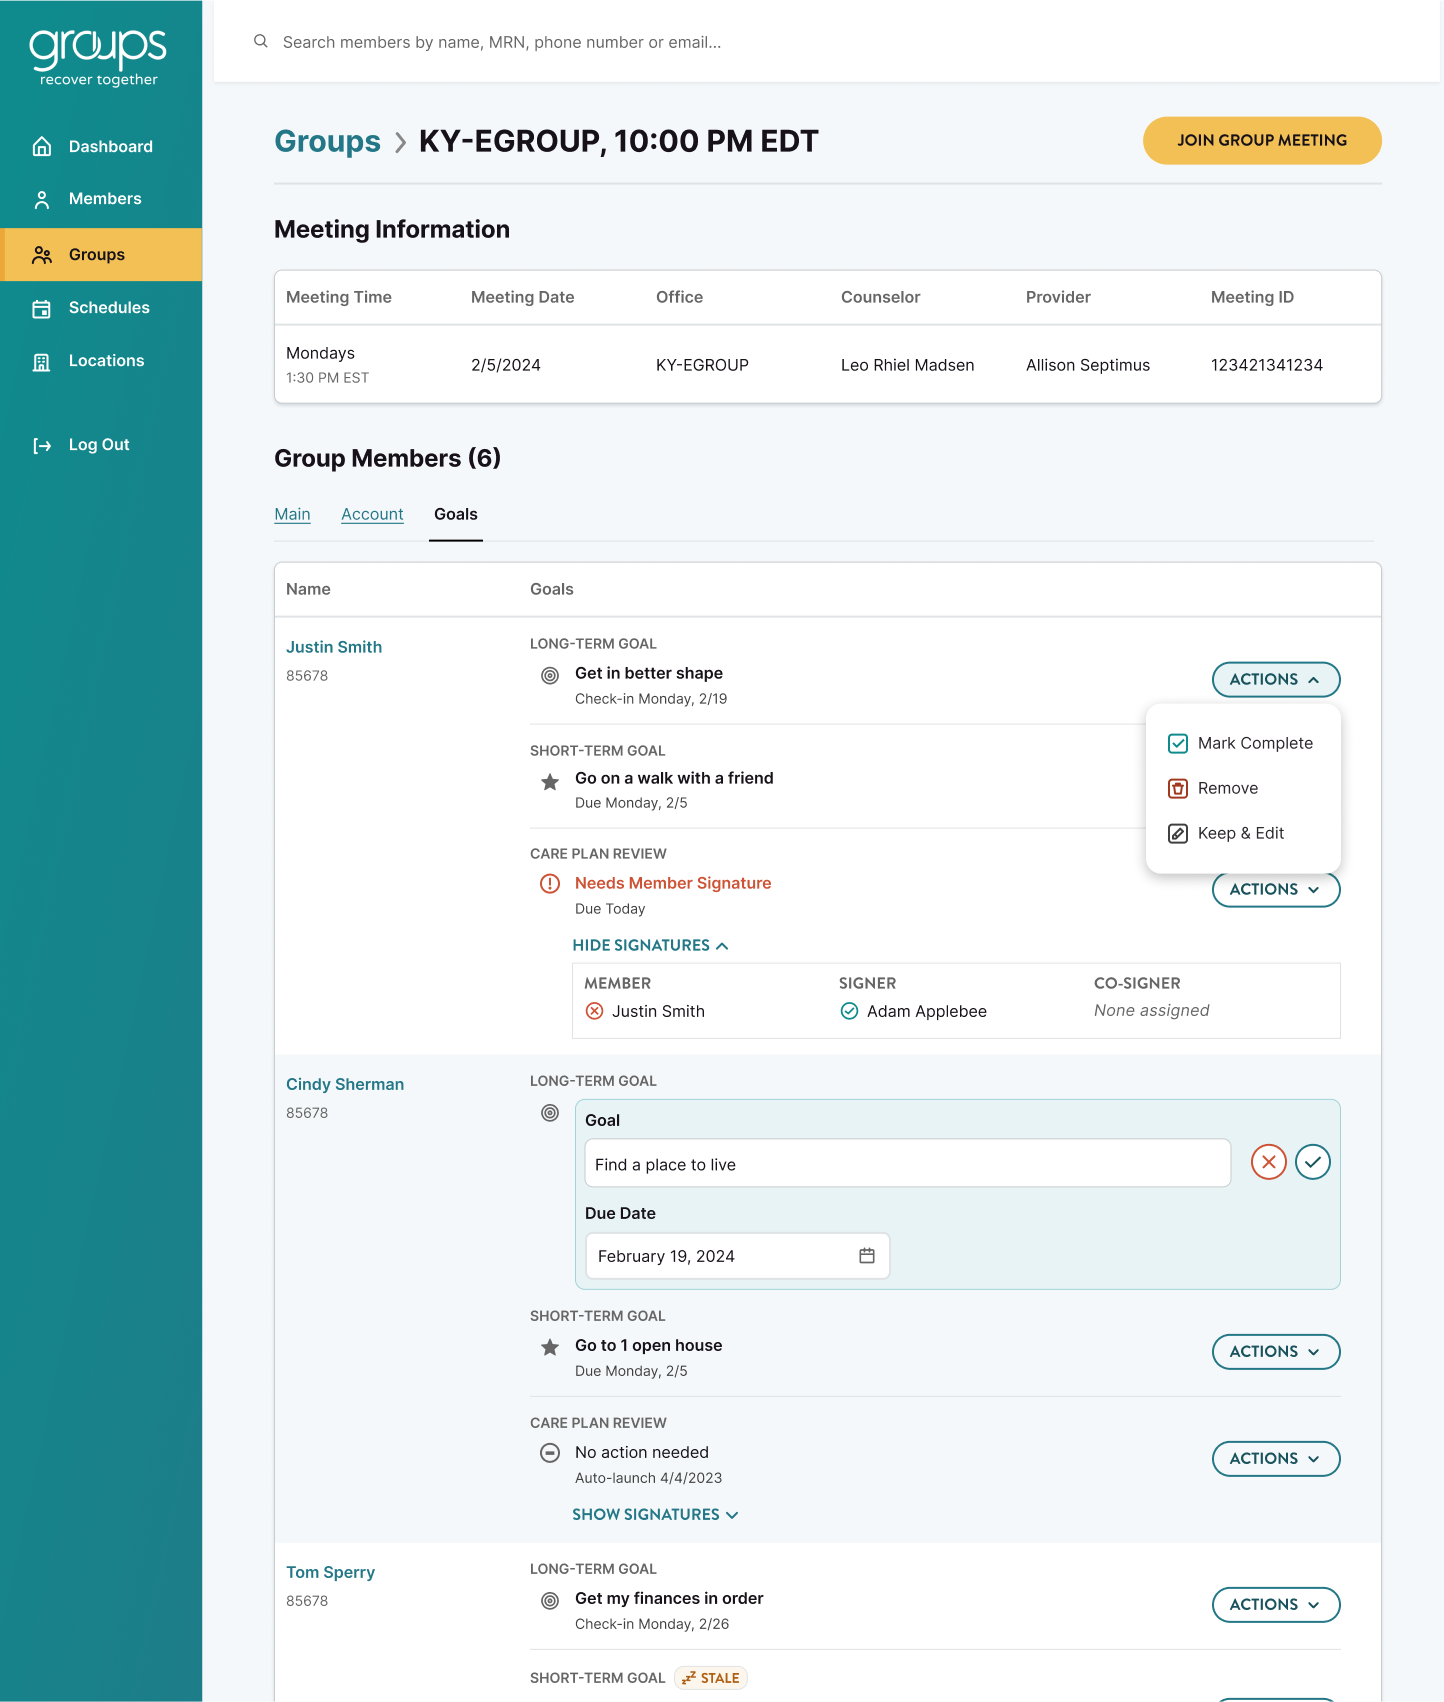 groups
recover together
Dashboard
Members
Groups
Schedules
Locations
Log Out
Search members by name, MRN, phone number or email...
Groups > KY-EGROUP, 10:00 PM EDT
JOIN GROUP MEETING
Meeting Information
Meeting Time Meeting Date Office Counselor Provider Meeting ID
Mondays
1:30 PM EST
2/5/2024 KY-EGROUP Leo Rhiel Madsen Allison Septimus 123421341234
Group Members (6)
Main Account Goals
Name Goals
Justin Smith
85678
LONG-TERM GOAL
Get in better shape
Check-in Monday, 2/19
ACTIONS
Mark Complete
Remove
Keep & Edit
SHORT-TERM GOAL
Go on a walk with a friend
Due Monday, 2/5
CARE PLAN REVIEW
Needs Member Signature
Due Today
ACTIONS
HIDE SIGNATURES
MEMBER SIGNER CO-SIGNER
Justin Smith Adam Applebee None assigned
Cindy Sherman
85678
LONG-TERM GOAL
Goal
Find a place to live
Due Date
February 19, 2024
SHORT-TERM GOAL
Go to 1 open house
Due Monday, 2/5
ACTIONS
CARE PLAN REVIEW
No action needed
Auto-launch 4/4/2023
ACTIONS
SHOW SIGNATURES
Tom Sperry
85678
LONG-TERM GOAL
Get my finances in order
Check-in Monday, 2/26
ACTIONS
SHORT-TERM GOAL STALE